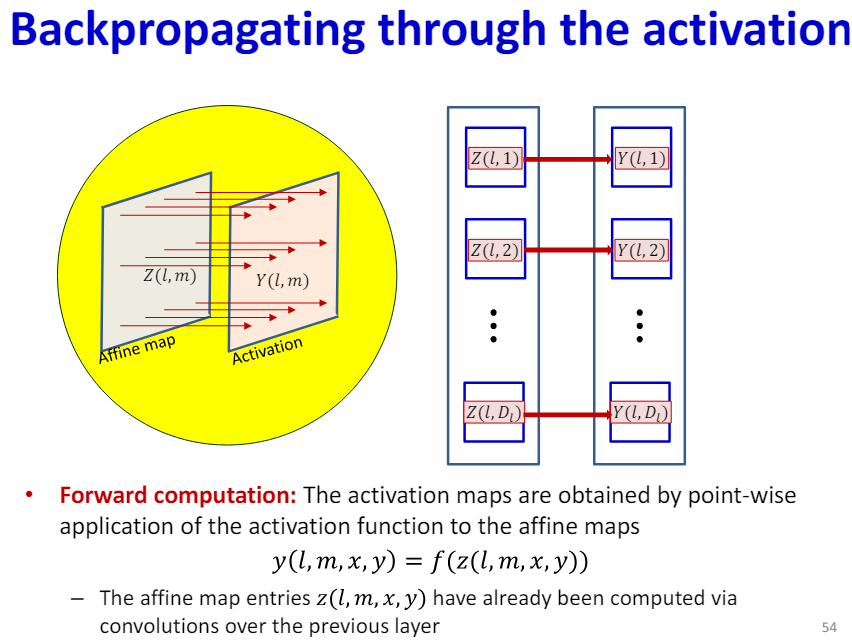 Backpropagating through the activation
Z(l, m)
Y(l, m)
Affine map
Activation
Z(l, 1)
Y(l, 1)
Z(l, 2)
Y(l, 2)
⋮ ⋮
Z(l, D_l)
Y(l, D_l)
• Forward computation: The activation maps are obtained by point-wise
application of the activation function to the affine maps
y(l, m, x, y) = f(z(l, m, x, y))
– The affine map entries z(l, m, x, y) have already been computed via
convolutions over the previous layer
54